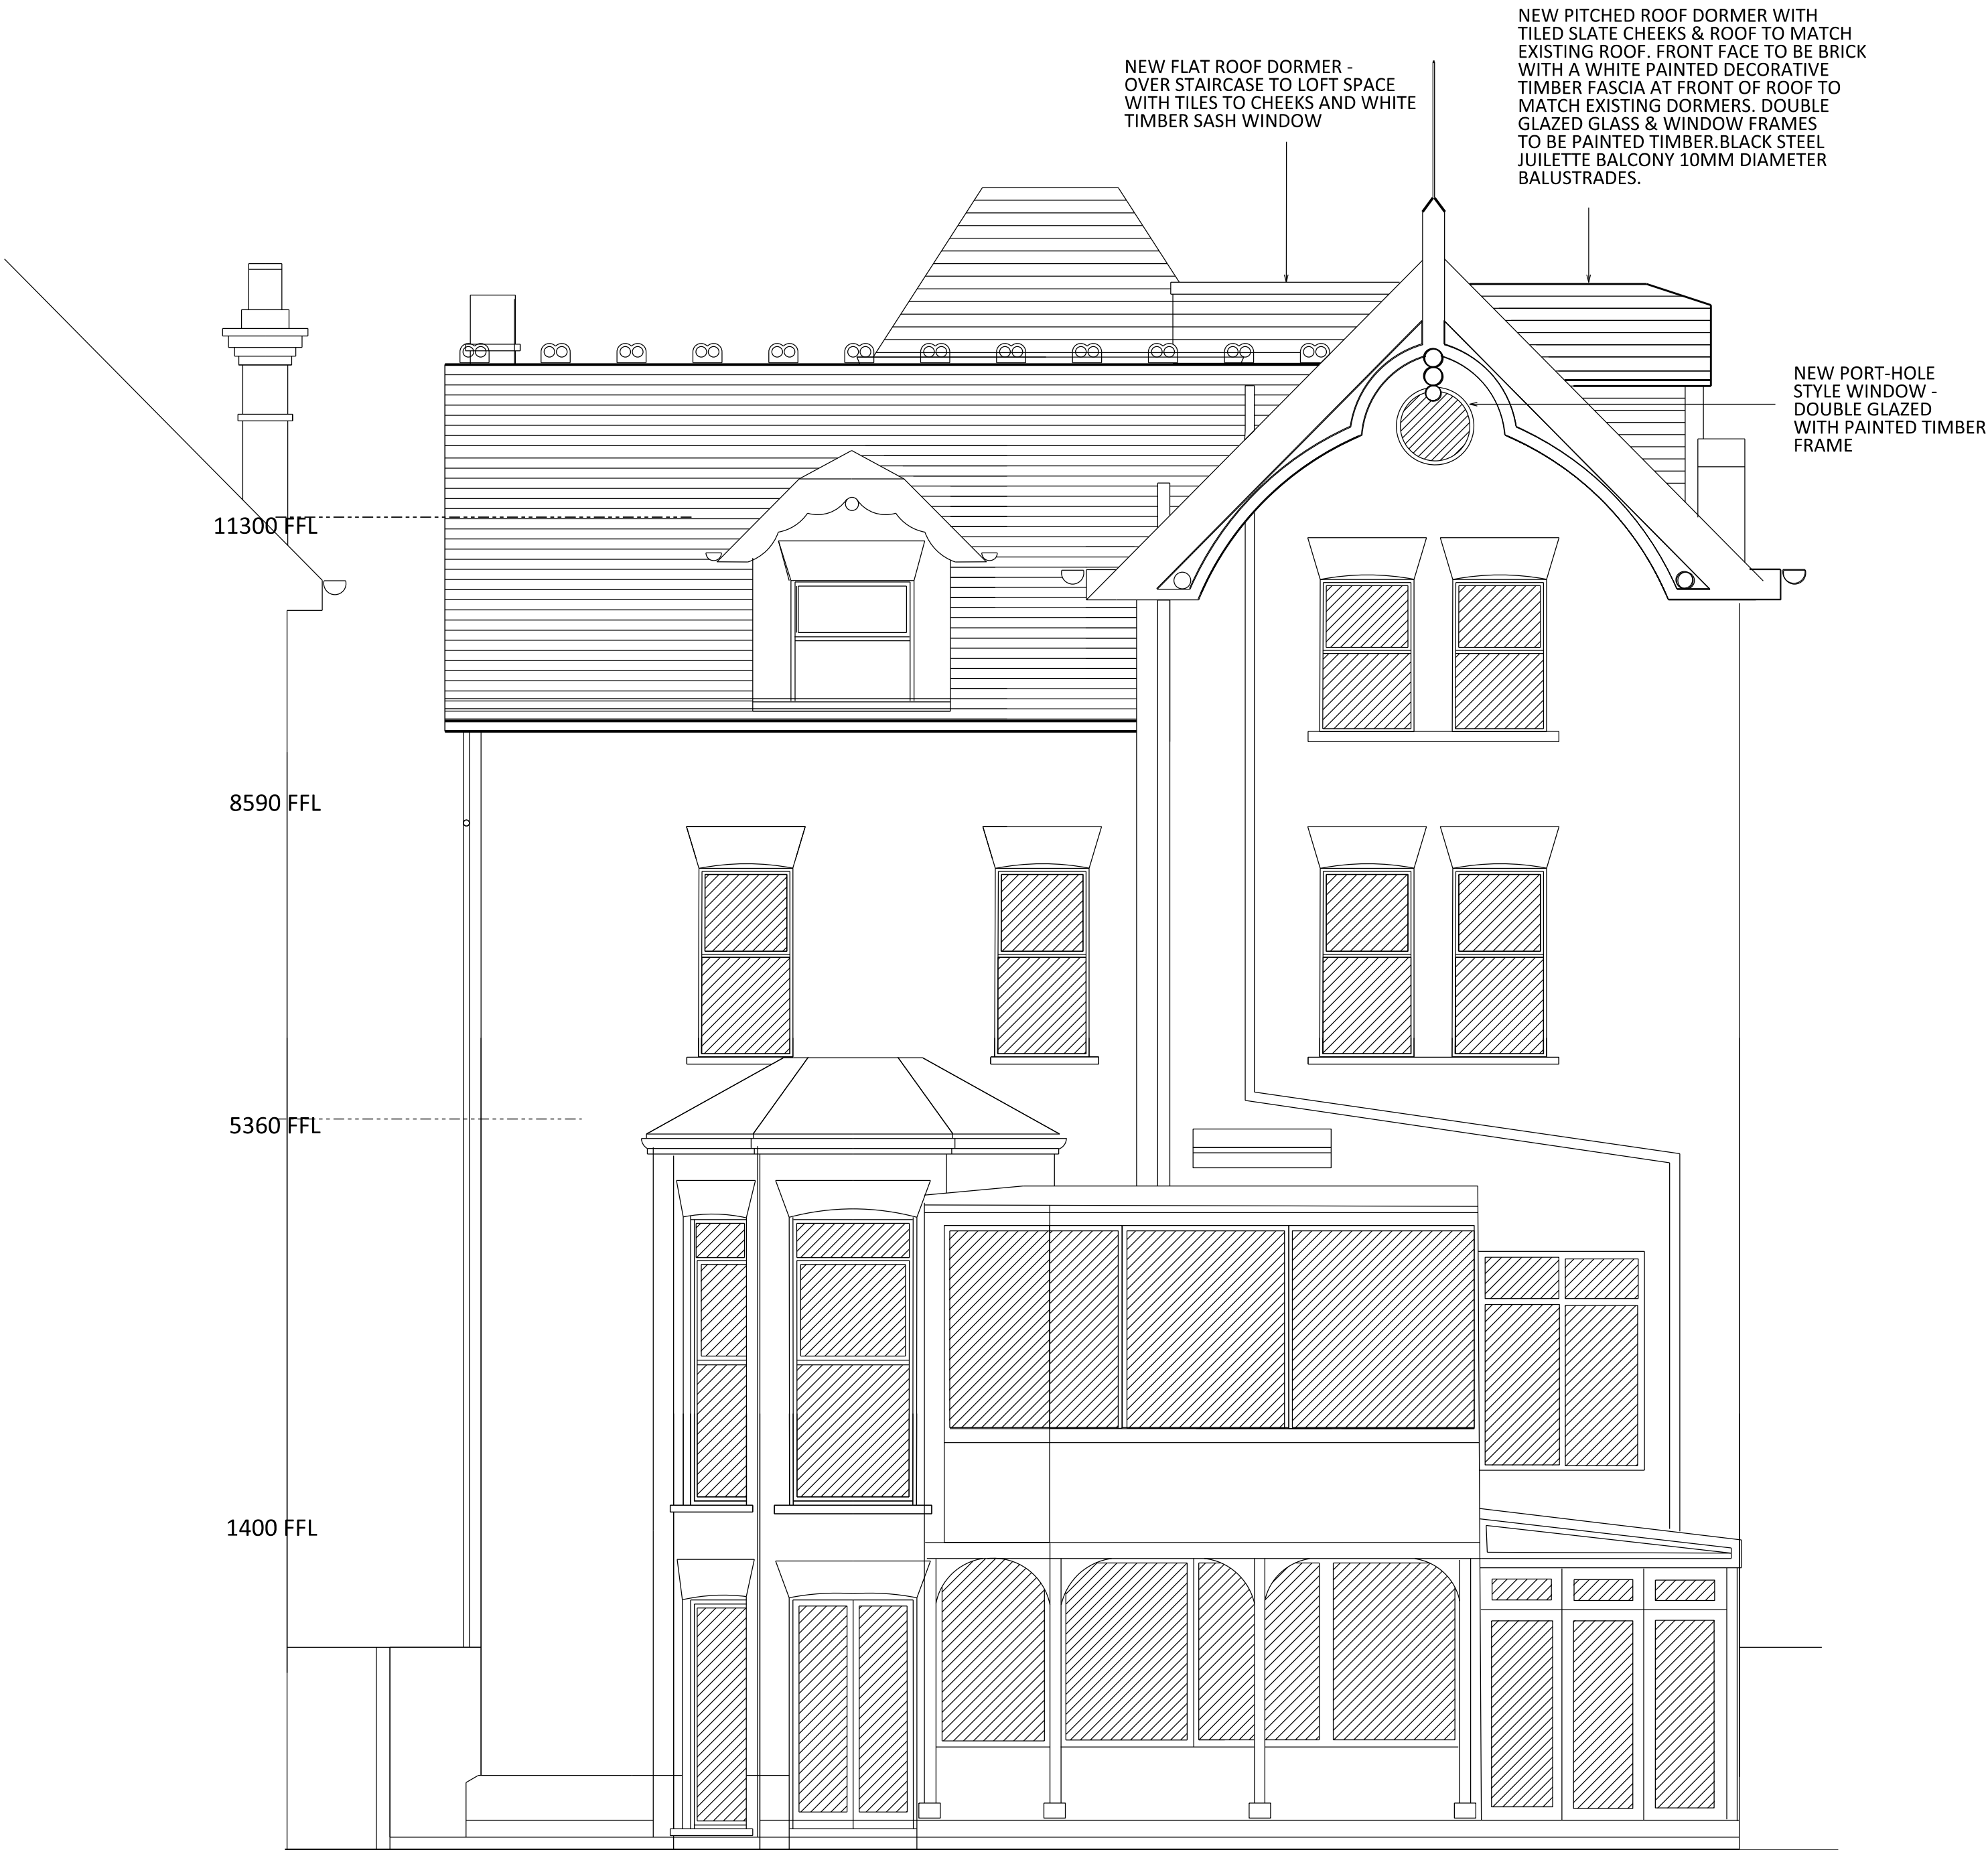 NEW PITCHED ROOF DORMER WITH
TILED SLATE CHEEKS & ROOF TO MATCH
EXISTING ROOF. FRONT FACE TO BE BRICK
WITH A WHITE PAINTED DECORATIVE
TIMBER FASCIA AT FRONT OF ROOF TO
MATCH EXISTING DORMERS. DOUBLE
GLAZED GLASS & WINDOW FRAMES
TO BE PAINTED TIMBER.BLACK STEEL
JUILETTE BALCONY 10MM DIAMETER
BALUSTRADES.
NEW FLAT ROOF DORMER -
OVER STAIRCASE TO LOFT SPACE
WITH TILES TO CHEEKS AND WHITE
TIMBER SASH WINDOW
NEW PORT-HOLE
STYLE WINDOW -
DOUBLE GLAZED
WITH PAINTED TIMBER
FRAME
11300 FFL
8590 FFL
5360 FFL
1400 FFL